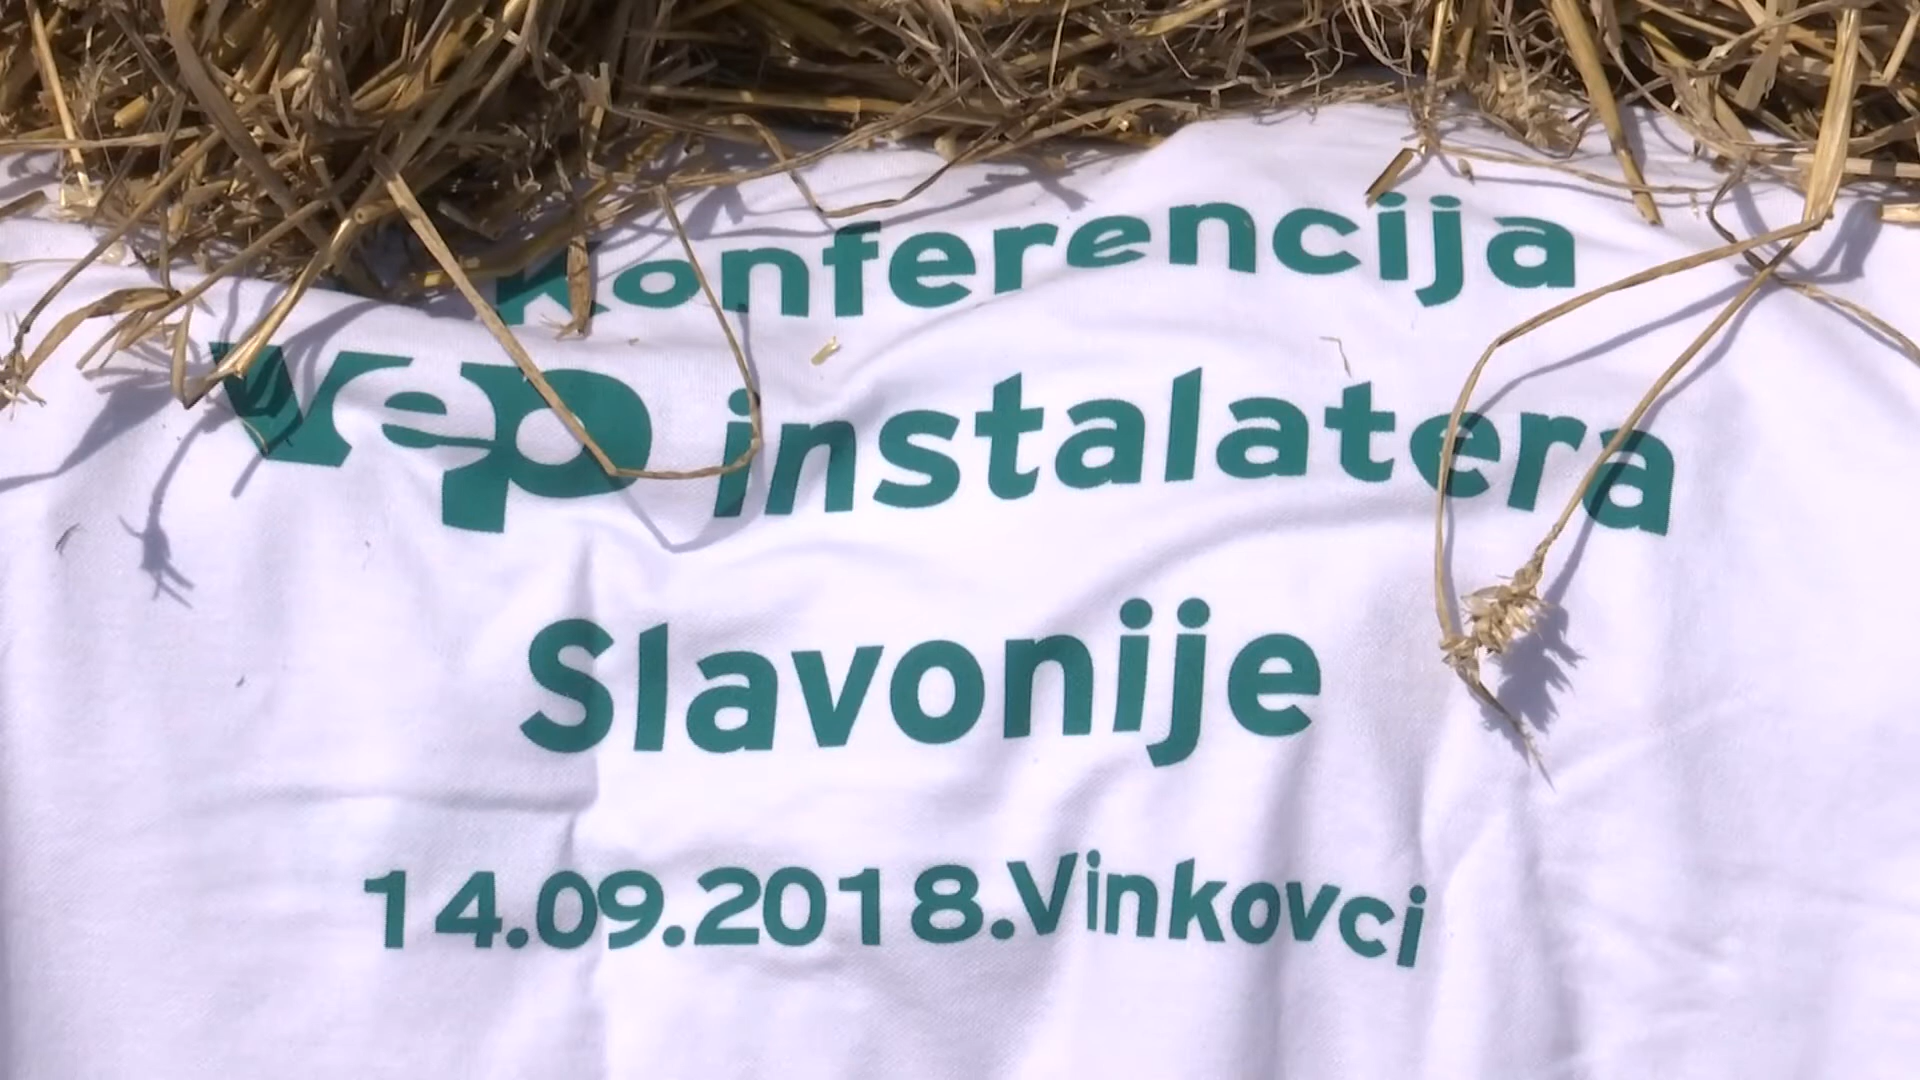 Konferencija
Vep instalatera
Slavonije
14.09.2018.Vinkovci